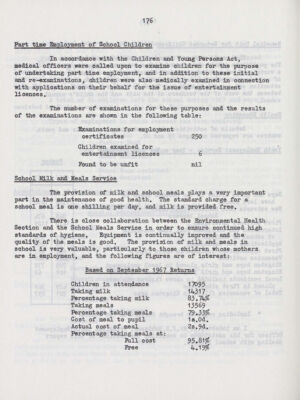 176
Part time Employment of School Children
In accordance with the Children and Young Persons Act,
medical officers were called upon to examine children for the purpose
of undertaking part time employment, and in addition to these initial
and re-examinations, children were also medically examined in connection
with applications on their behalf for the issue of entertainment
licences.
The number of examinations for these purposes and the results
of the examinations are shown in the following table:
Examinations for employment
certificates 250
Children examined for
entertainment licences 6
Found to be unfit nil
School Milk and Meals Service
The provision of milk and school meals plays a very important
part in the maintenance of good health. The standard charge for a
school meal is one shilling per day, and milk is provided free.
There is close collaboration between the Environmental Health
Section and the School Meals Service in order to ensure continued high
standards of hygiene. Equipment is continually improved and the
quality of the meals is good. The provision of milk and meals in
school is very valuable, particularly to these children whose mothers
are in employment, and the following figures are of interest:
Based on September 1967 Returns
Children in attendance 17095
Taking milk 14317
Percentage taking milk 83.74%
Taking meals 13569
Percentage taking meals 79.33%
Cost of meal to pupil 1s.0d.
Actual cost of meal 2s.9d.
Percentage taking meals at:
Full cost 95.81%
Free 4.19%